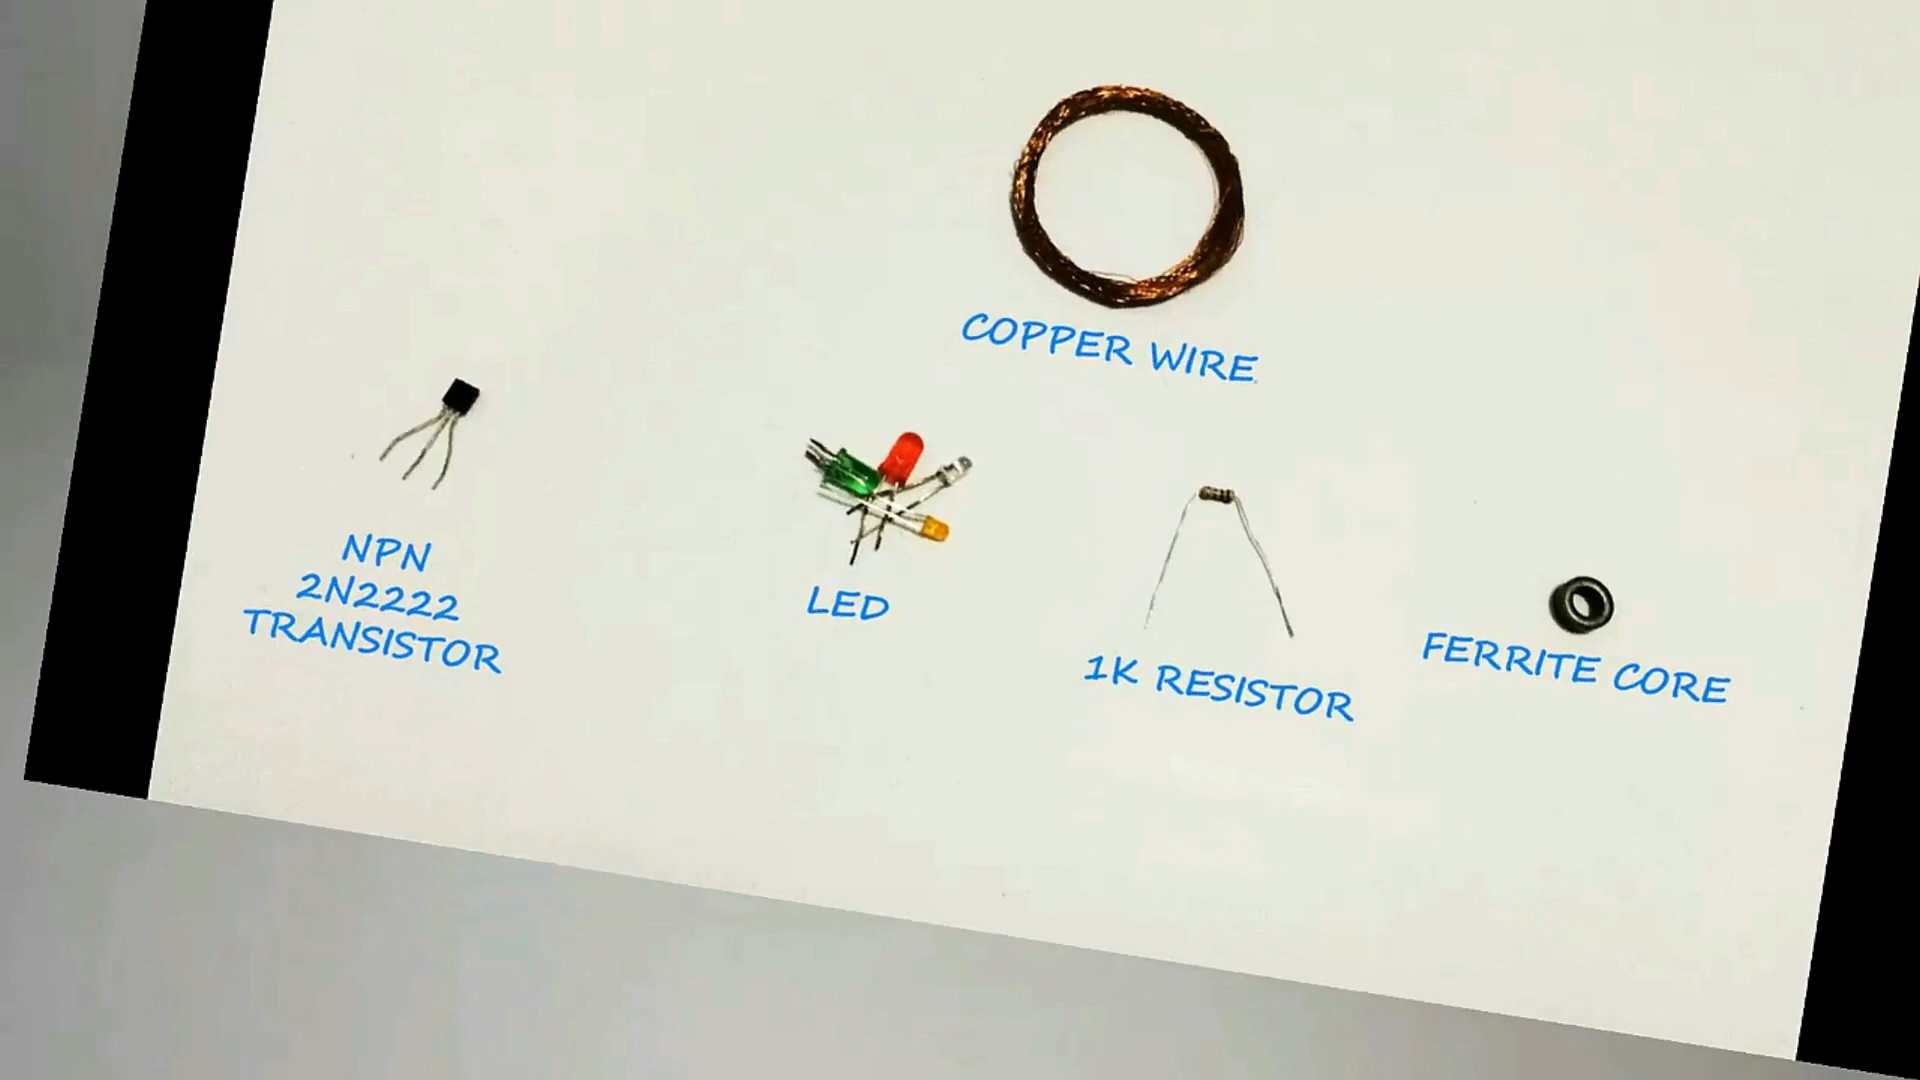 COPPER WIRE
NPN
2N2222
TRANSISTOR
LED
1K RESISTOR
FERRITE CORE